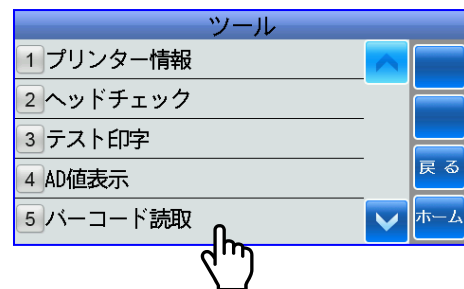 ツール
1 プリンター情報
2 ヘッドチェック
3 テスト印字
4 AD値表示
戻る
5 バーコード読取
ホーム